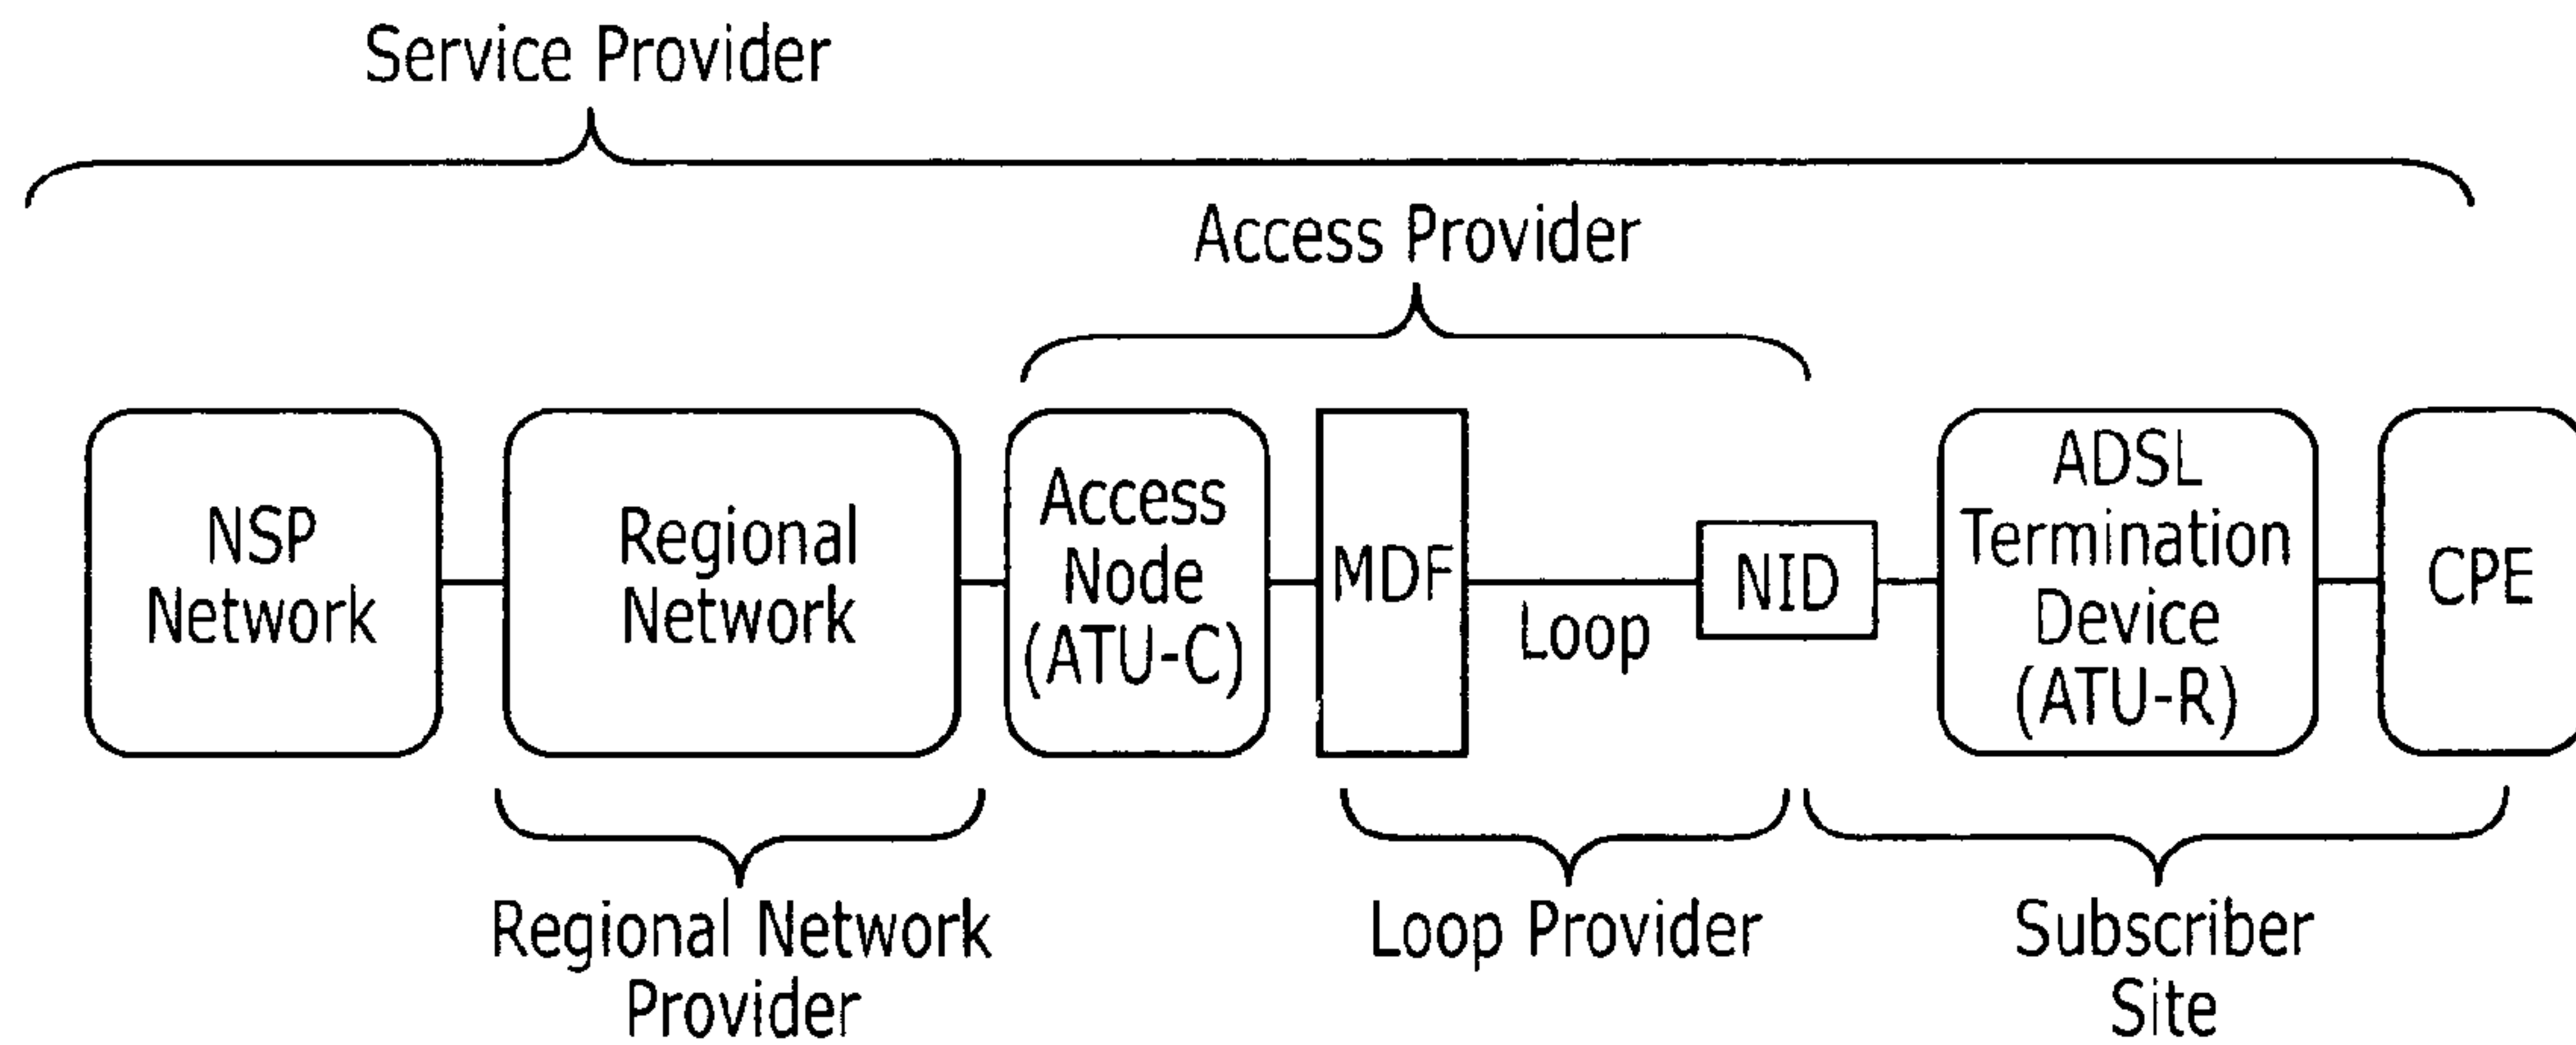 Service Provider
Access Provider
NSP
Network
Regional
Network
Access
Node
(ATU-C)
MDF
Loop
NID
ADSL
Termination
Device
(ATU-R)
CPE
Regional Network
Provider
Loop Provider
Subscriber
Site